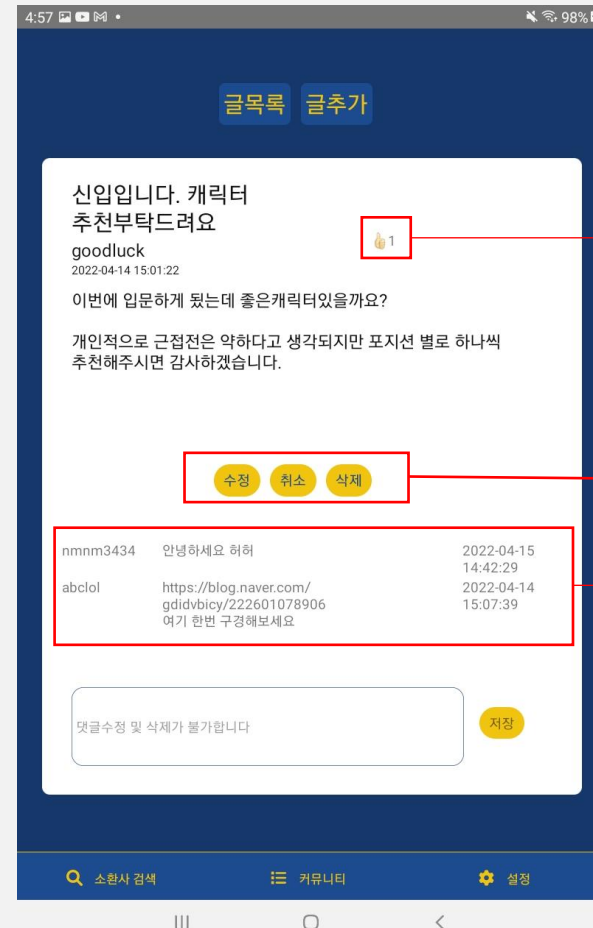 4:57
98%
글목록 글추가
신입입니다. 캐릭터
추천부탁드려요
1
goodluck
2022-04-14 15:01:22
이번에 입문하게 됬는데 좋은캐릭터있을까요?
개인적으로 근접전은 약하다고 생각되지만 포지션 별로 하나씩
추천해주시면 감사하겠습니다.
수정 취소 삭제
nmnm3434 안녕하세요 허허 2022-04-15
14:42:29
abclol https://blog.naver.com/ 2022-04-14
gdidvbicy/222601078906 15:07:39
여기 한번 구경해보세요
댓글수정 및 삭제가 불가합니다
저장
소환사 검색 커뮤니티 설정